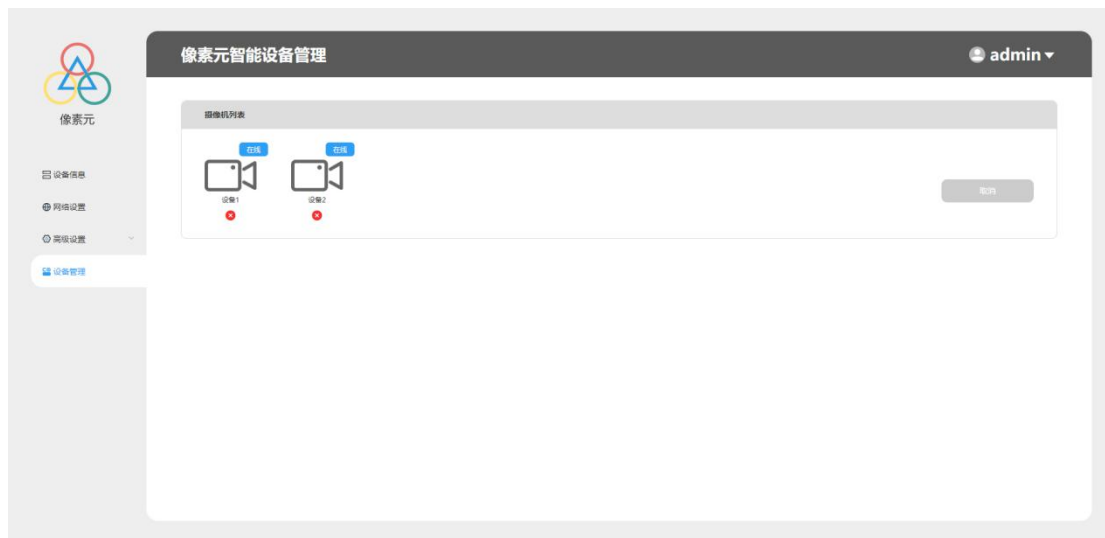 像素元智能设备管理
admin
像素元
摄像机列表
在线
在线
设备1
设备2
取消
设备信息
网络设置
高级设置
设备管理